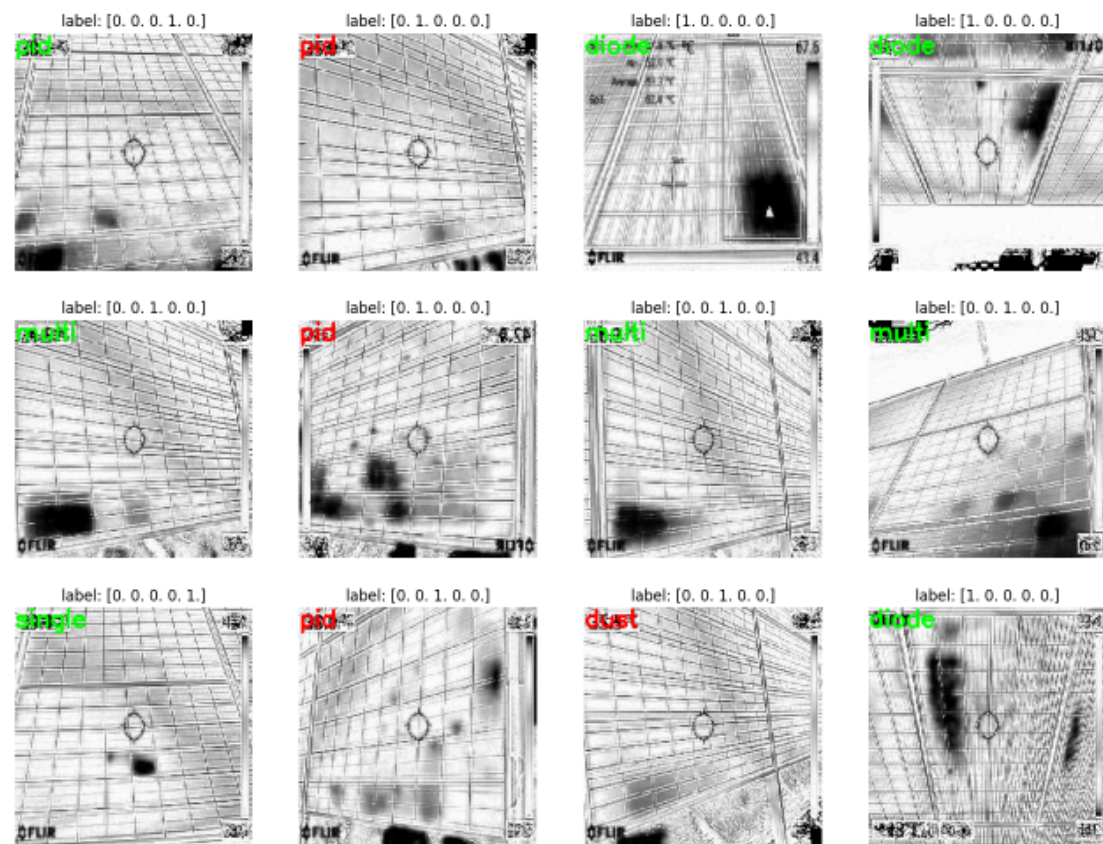 label: [0. 0. 0. 1. 0.]
label: [0. 1. 0. 0. 0.]
label: [1. 0. 0. 0. 0.]
label: [1. 0. 0. 0. 0.]
pid
pid
diode
diode
67.5
Average
°C
FLIR
FLIR
FLIR
43.4
label: [0. 0. 1. 0. 0.]
label: [0. 1. 0. 0. 0.]
label: [0. 0. 1. 0. 0.]
label: [0. 0. 1. 0. 0.]
multi
pid
multi
multi
FLIR
FLIR
FLIR
FLIR
label: [0. 0. 0. 0. 1.]
label: [0. 0. 1. 0. 0.]
label: [0. 0. 1. 0. 0.]
label: [1. 0. 0. 0. 0.]
single
pid
dust
diode
FLIR
FLIR
FLIR